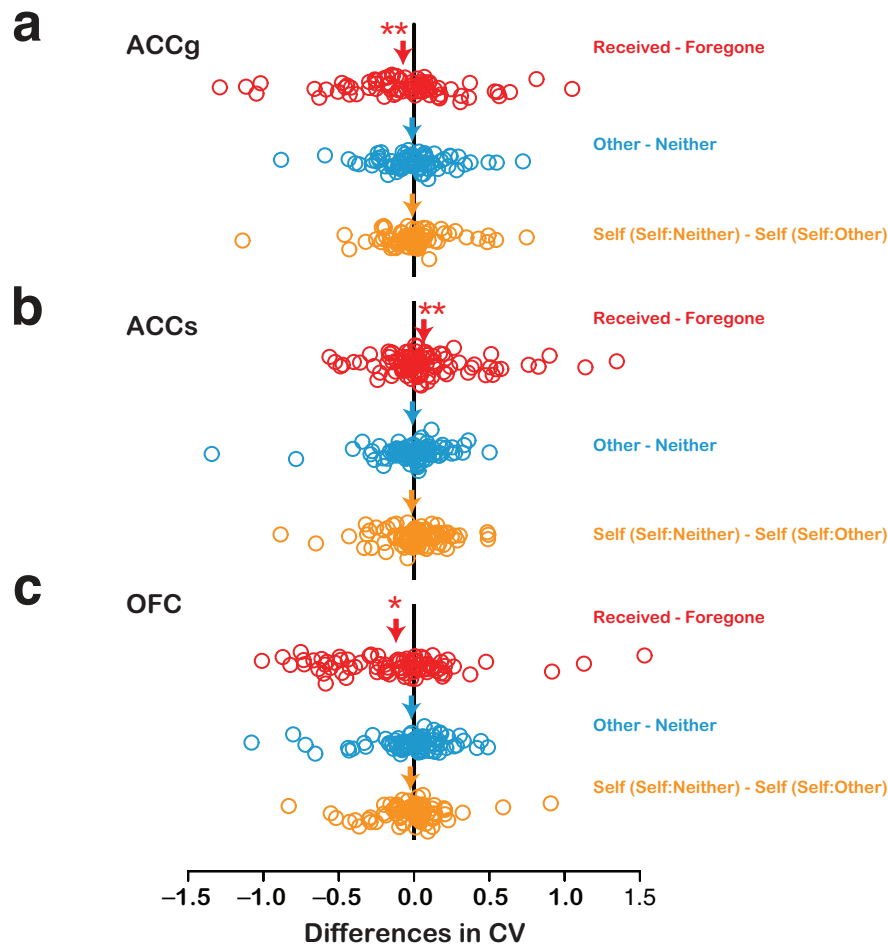 a
ACCg
**
Received - Foregone
Other - Neither
Self (Self:Neither) - Self (Self:Other)
b
ACCs
**
Received - Foregone
Other - Neither
Self (Self:Neither) - Self (Self:Other)
c
OFC
*
Received - Foregone
Other - Neither
Self (Self:Neither) - Self (Self:Other)
−1.5 −1.0 −0.5 0.0 0.5 1.0 1.5
Differences in CV